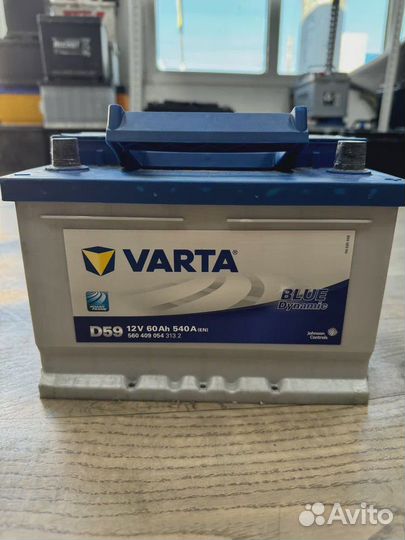 VARTA
BLUE
Dynamic
D59 12V 60Ah 540A (EN)
560 409 054 313 2
Johnson
Controls
Avito